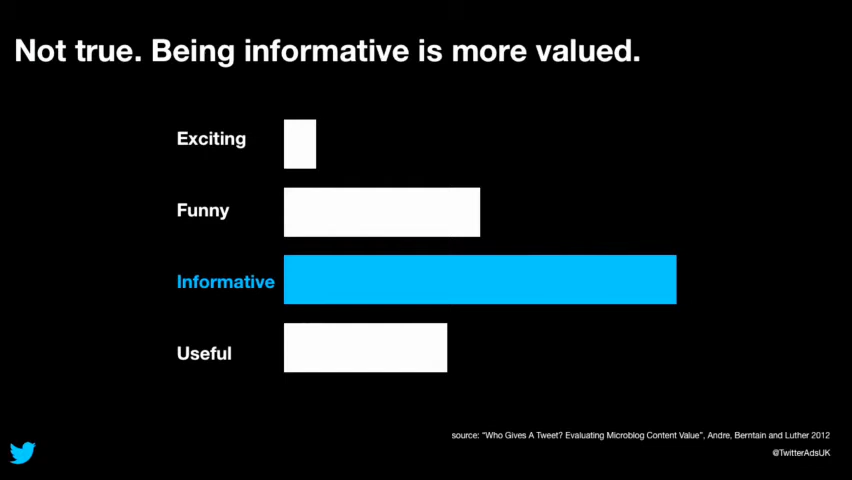 Not true. Being informative is more valued.
Exciting
Funny
Informative
Useful
source: “Who Gives A Tweet? Evaluating Microblog Content Value”, Andre, Berntain and Luther 2012
@TwitterAdsUK